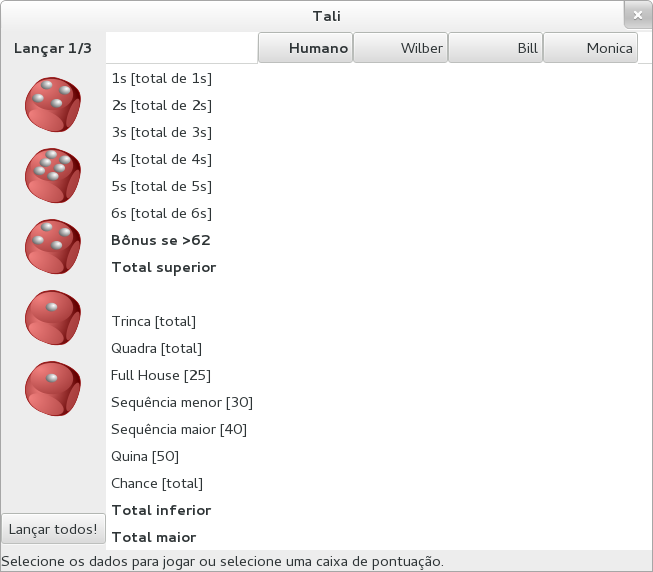 Tali
Lançar 1/3
Humano
Wilber
Bill
Monica
1s [total de 1s]
2s [total de 2s]
3s [total de 3s]
4s [total de 4s]
5s [total de 5s]
6s [total de 6s]
Bônus se >62
Total superior
Trinca [total]
Quadra [total]
Full House [25]
Sequência menor [30]
Sequência maior [40]
Quina [50]
Chance [total]
Total inferior
Total maior
Lançar todos!
Selecione os dados para jogar ou selecione uma caixa de pontuação.